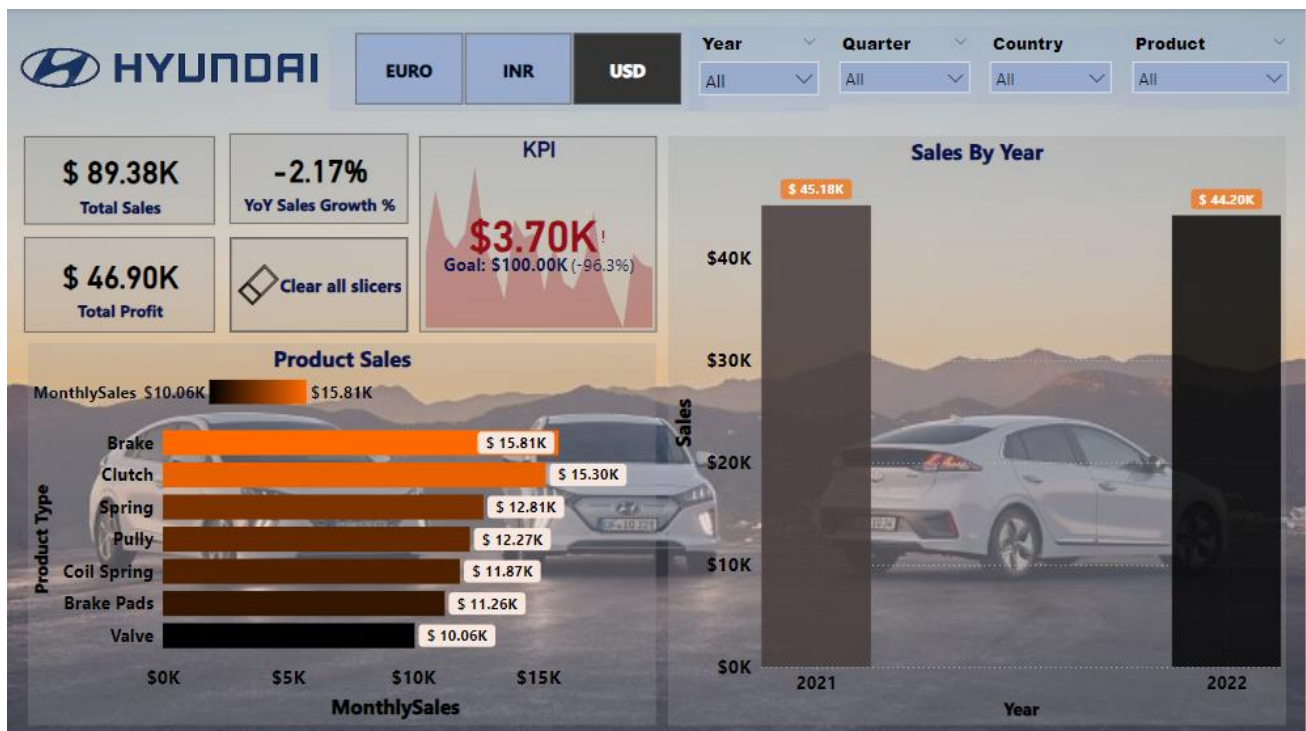 HYUNDAI
EURO
INR
USD
Year
All
Quarter
All
Country
All
Product
All
$ 89.38K
Total Sales
-2.17%
YoY Sales Growth %
$ 46.90K
Total Profit
Clear all slicers
KPI
$3.70K!
Goal: $100.00K (-96.3%)
Product Sales
MonthlySales $10.06K $15.81K
Product Type
Brake $ 15.81K
Clutch $ 15.30K
Spring $ 12.81K
Pully $ 12.27K
Coil Spring $ 11.87K
Brake Pads $ 11.26K
Valve $ 10.06K
$0K $5K $10K $15K
MonthlySales
Sales By Year
$ 45.18K
$ 44.20K
Sales
$40K
$30K
$20K
$10K
$0K
2021 2022
Year